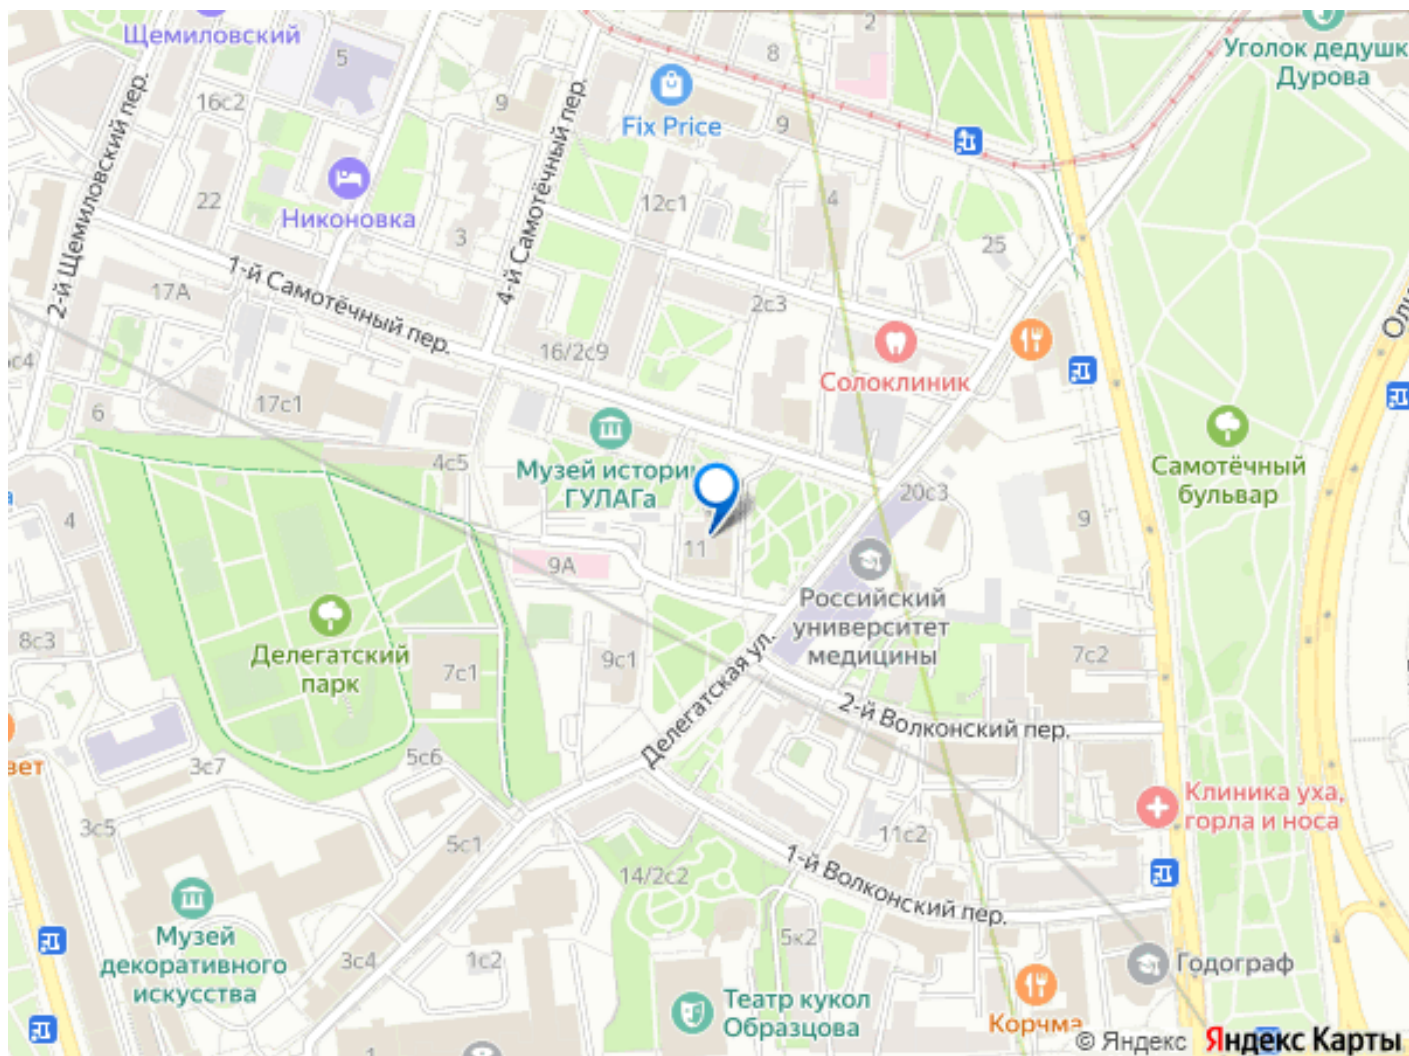 Щемиловский
5
2
8
Уголок дедушк
Дурова
16с2
9
Fix Price
9
2-й Щемиловский пер.
4-й Самотёчный пер.
22
Никоновка
3
12с1
4
25
17А
1-й Самотёчный пер.
2с3
16/2с9
Солоклиник
6
17с1
4с5
Музей истори
ГУЛАГа
Самотёчный
бульвар
20с3
9
4
11
9А
Российский
университет
медицины
8с3
Делегатский
парк
7с1
9с1
7с2
Делегатская ул.
2-й Волконский пер.
вет
3с7
5с6
Клиника уха,
горла и носа
3с5
5с1
11с2
14/2с2
1-й Волконский пер.
Музей
декоративного
искусства
3с4
1с2
5к2
Годограф
Театр кукол
Образцова
Корчма
1
© Яндекс Яндекс Карты